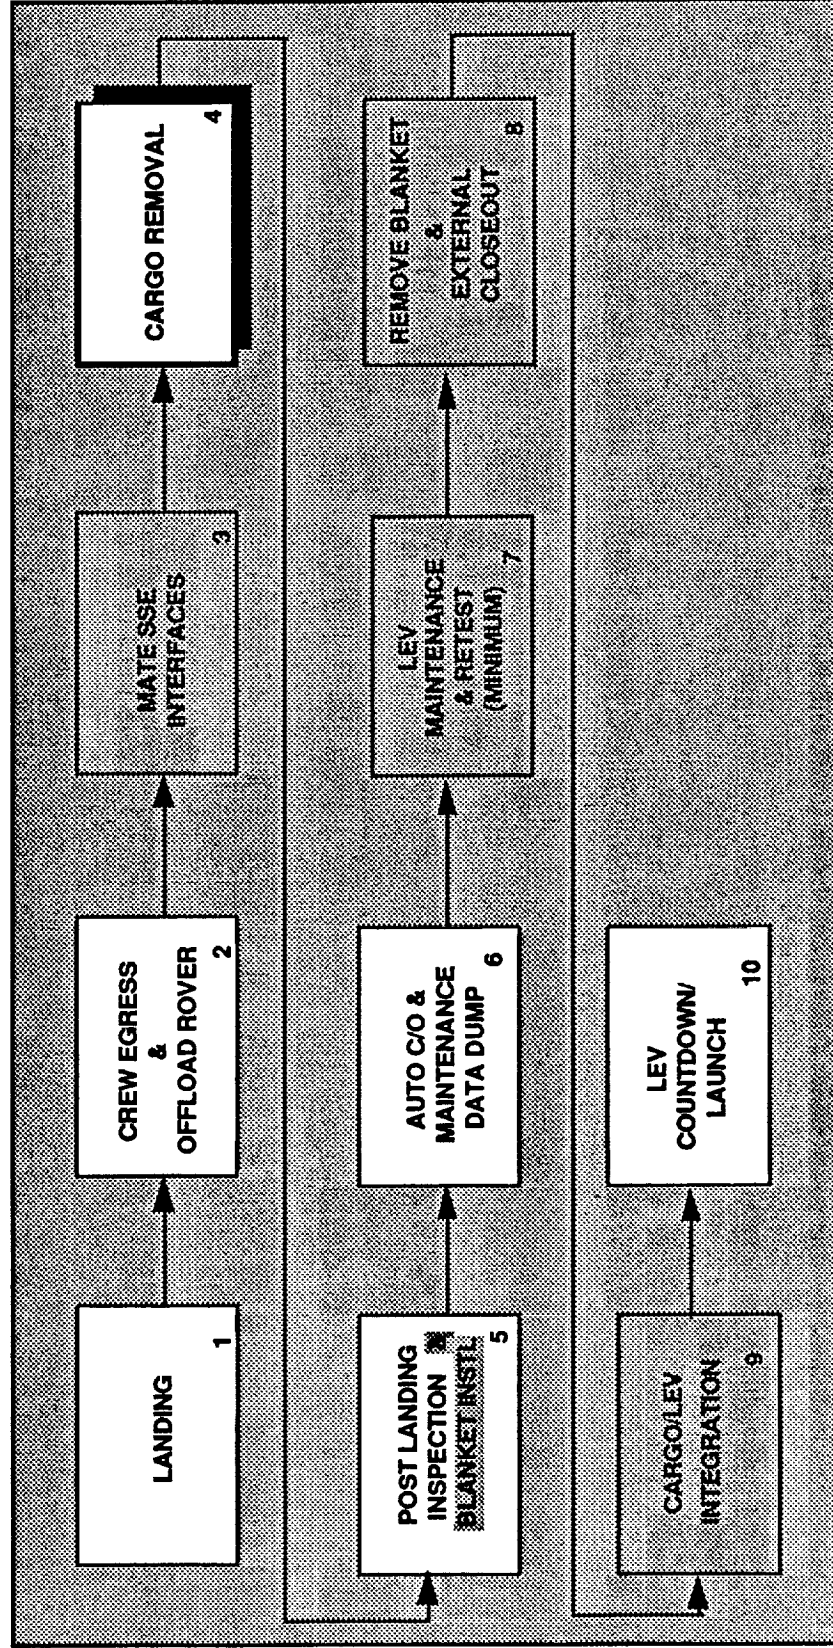 LANDING
1
CREW EGRESS
&
OFFLOAD ROVER
2
MATE SSE
INTERFACES
3
CARGO REMOVAL
4
POST LANDING
INSPECTION &
BLANKET INSTL
5
AUTO C/O &
MAINTENANCE
DATA DUMP
6
LEV
MAINTENANCE
& RETEST
(MINIMUM)
7
REMOVE BLANKET
&
EXTERNAL
CLOSEOUT
8
CARGO/LEV
INTEGRATION
9
LEV
COUNTDOWN/
LAUNCH
10